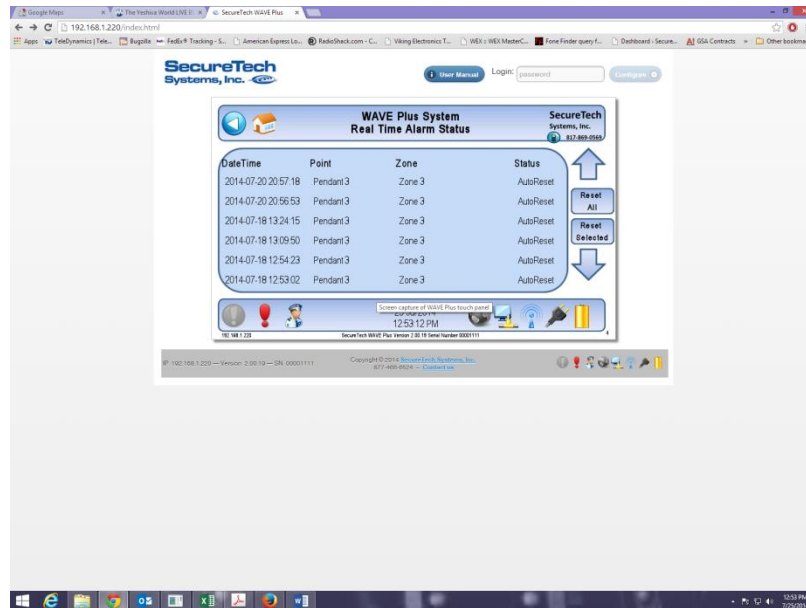 Google Maps
The Yeshiva World LIVE
SecureTech WAVE Plus
192.168.1.220/index.html
Apps
TeleDynamics | Tele...
Bugzilla
FedEx® Tracking - S...
American Express Lo...
RadioShack.com - C...
Viking Electronics T...
WEX :: WEX MasterC...
Fone Finder query f...
Dashboard ‹ Secure...
GSA Contracts
»
Other bookma
SecureTech
Systems, Inc.
User Manual
Login:
password
Configure
WAVE Plus System
Real Time Alarm Status
SecureTech
Systems, Inc.
817-869-0569
DateTime Point Zone Status
2014-07-20 20:57:18 Pendant 3 Zone 3 AutoReset
2014-07-20 20:56:53 Pendant 3 Zone 3 AutoReset
2014-07-18 13:24:15 Pendant 3 Zone 3 AutoReset
2014-07-18 13:09:50 Pendant 3 Zone 3 AutoReset
2014-07-18 12:54:23 Pendant 3 Zone 3 AutoReset
2014-07-18 12:53:02 Pendant 3 Zone 3 AutoReset
Reset
All
Reset
Selected
Screen capture of WAVE Plus touch panel
12:53:12 PM
192.168.1.220
SecureTech WAVE Plus Version 2.00.19 Serial Number 00001111
IP 192.168.1.220 — Version 2.00.19 — SN 00001111
Copyright © 2014 SecureTech Systems, Inc.
877-466-8624 — Contact us
12:53 PM
7/25/201